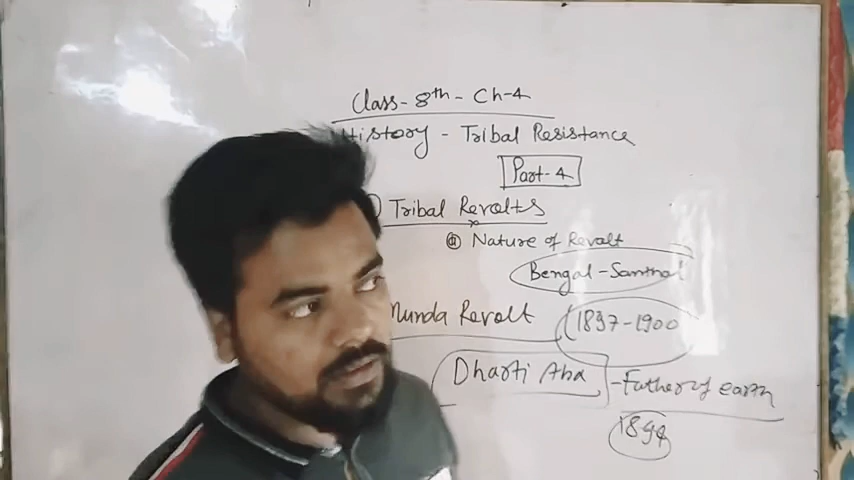 Class-8th-Ch-4
History - Tribal Resistance
Part-4
) Tribal Revolts
ⓐ Nature of Revolt
Bengal-Santhal
Munda Revolt (1897-1900
Dharti Aba - Father of earth
1894